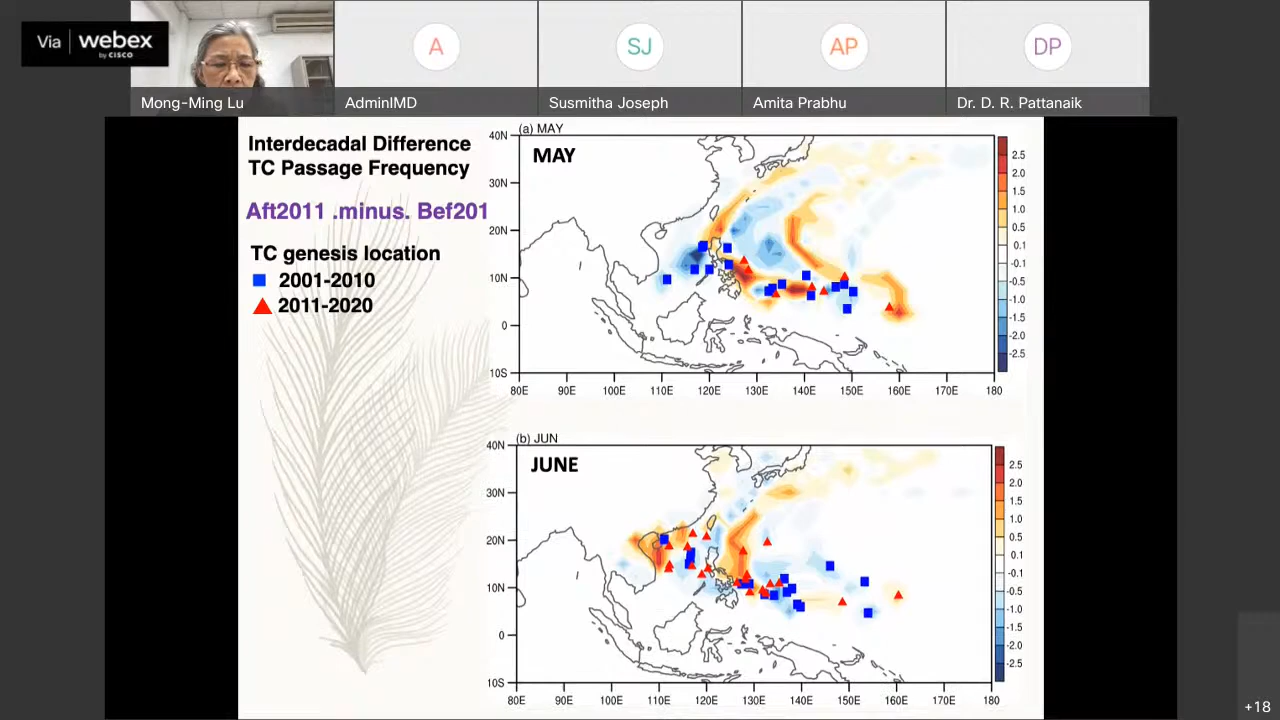 Via webex
by CISCO
Mong-Ming Lu
A
AdminIMD
SJ
Susmitha Joseph
AP
Amita Prabhu
DP
Dr. D. R. Pattanaik
Interdecadal Difference
TC Passage Frequency
Aft2011 .minus. Bef201
TC genesis location
2001-2010
2011-2020
(a) MAY
MAY
40N
30N
20N
10N
0
10S
80E 90E 100E 110E 120E 130E 140E 150E 160E 170E 180
2.5
2.0
1.5
1.0
0.5
0.1
-0.1
-0.5
-1.0
-1.5
-2.0
-2.5
(b) JUN
JUNE
40N
30N
20N
10N
0
10S
80E 90E 100E 110E 120E 130E 140E 150E 160E 170E 180
2.5
2.0
1.5
1.0
0.5
0.1
-0.1
-0.5
-1.0
-1.5
-2.0
-2.5
+18